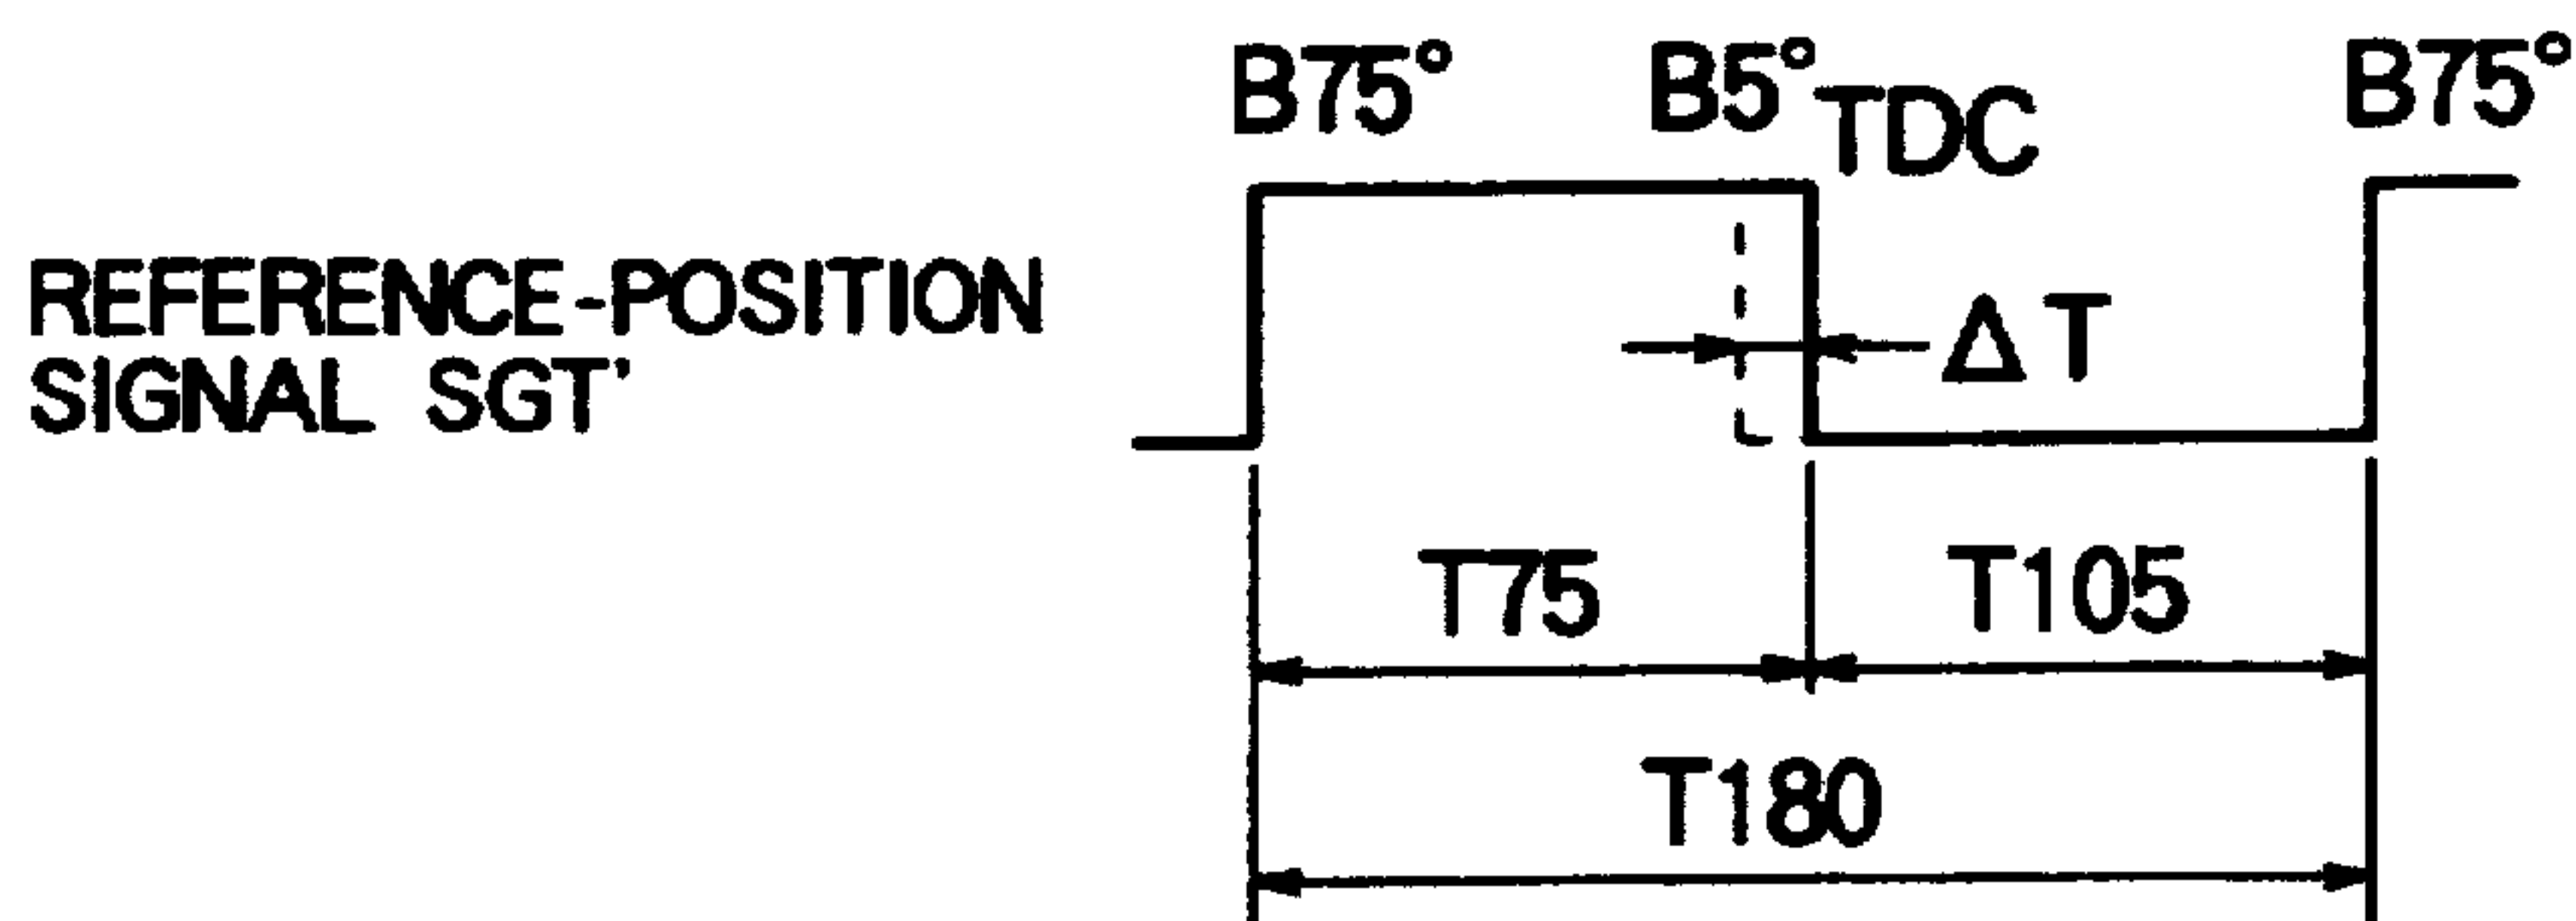 B75° B5° TDC B75°
REFERENCE-POSITION
SIGNAL SGT'
ΔT
T75 T105
T180